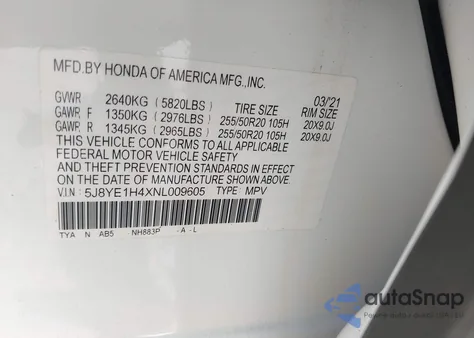 MFD.BY HONDA OF AMERICA MFG.,INC.
03/'21
GVWR 2640KG (5820LBS) TIRE SIZE RIM SIZE
GAWR F 1350KG (2976LBS) 255/50R20 105H 20X9.0J
GAWR R 1345KG (2965LBS) 255/50R20 105H 20X9.0J
THIS VEHICLE CONFORMS TO ALL APPLICABLE
FEDERAL MOTOR VEHICLE SAFETY
AND THEFT PREVENTION STANDARDS IN EFFECT
ON THE DATE OF MANUFACTURE SHOWN ABOVE.
V.I.N: 5J8YE1H4XNL009605 TYPE: MPV
TYA N AB5 NH883P -A-L
autoSnap